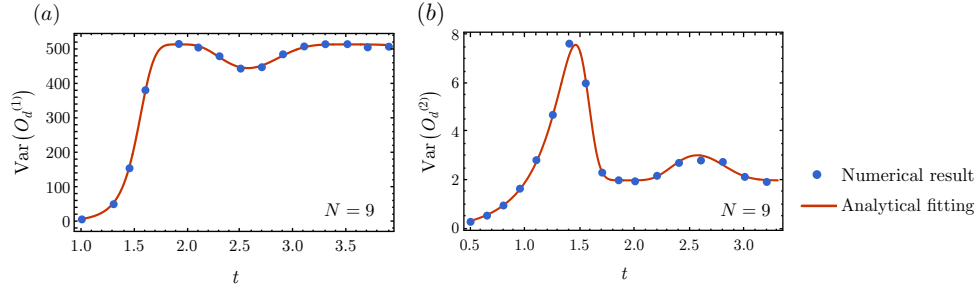 (a)
Var(O_d^(1))
500
400
300
200
100
0
N = 9
1.0 1.5 2.0 2.5 3.0 3.5
t
(b)
Var(O_d^(2))
8
6
4
2
0
N = 9
0.5 1.0 1.5 2.0 2.5 3.0
t
Numerical result
Analytical fitting